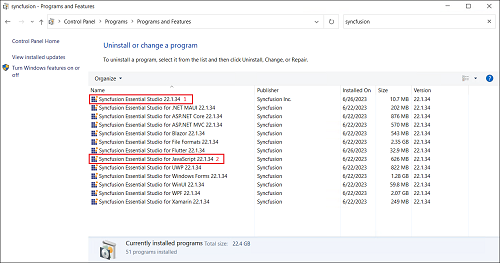 syncfusion - Programs and Features
Control Panel > Programs > Programs and Features
syncfusion
Control Panel Home
View installed updates
Turn Windows features on or off
Uninstall or change a program
To uninstall a program, select it from the list and then click Uninstall, Change, or Repair.
Organize
Name Publisher Installed On Size Version
Syncfusion Essential Studio 22.1.34 1 Syncfusion Inc. 6/26/2023 10.7 MB 22.1.34
Syncfusion Essential Studio for .NET MAUI 22.1.34 Syncfusion 6/22/2023 202 MB 22.1.34
Syncfusion Essential Studio for ASP.NET Core 22.1.34 Syncfusion 6/22/2023 876 MB 22.1.34
Syncfusion Essential Studio for ASP.NET MVC 22.1.34 Syncfusion 6/22/2023 570 MB 22.1.34
Syncfusion Essential Studio for Blazor 22.1.34 Syncfusion 6/22/2023 543 MB 22.1.34
Syncfusion Essential Studio for File Formats 22.1.34 Syncfusion 6/22/2023 2.35 GB 22.1.34
Syncfusion Essential Studio for Flutter 22.1.34 Syncfusion 6/26/2023 32.9 MB 22.1.34
Syncfusion Essential Studio for JavaScript 22.1.34 2 Syncfusion 6/22/2023 626 MB 22.1.34
Syncfusion Essential Studio for UWP 22.1.34 Syncfusion 6/22/2023 822 MB 22.1.34
Syncfusion Essential Studio for Windows Forms 22.1.34 Syncfusion 6/22/2023 1.28 GB 22.1.34
Syncfusion Essential Studio for WinUI 22.1.34 Syncfusion 6/22/2023 59.8 MB 22.1.34
Syncfusion Essential Studio for WPF 22.1.34 Syncfusion 6/22/2023 2.07 GB 22.1.34
Syncfusion Essential Studio for Xamarin 22.1.34 Syncfusion 6/22/2023 249 MB 22.1.34
Currently installed programs Total size: 22.4 GB
51 programs installed